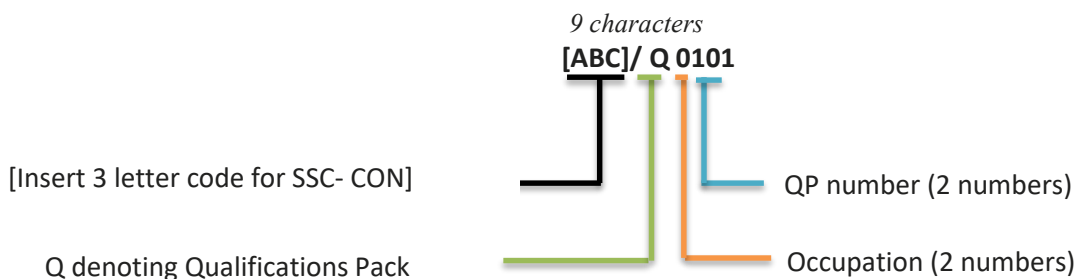 9 characters
[ABC]/ Q 0101
[Insert 3 letter code for SSC- CON]
QP number (2 numbers)
Q denoting Qualifications Pack
Occupation (2 numbers)